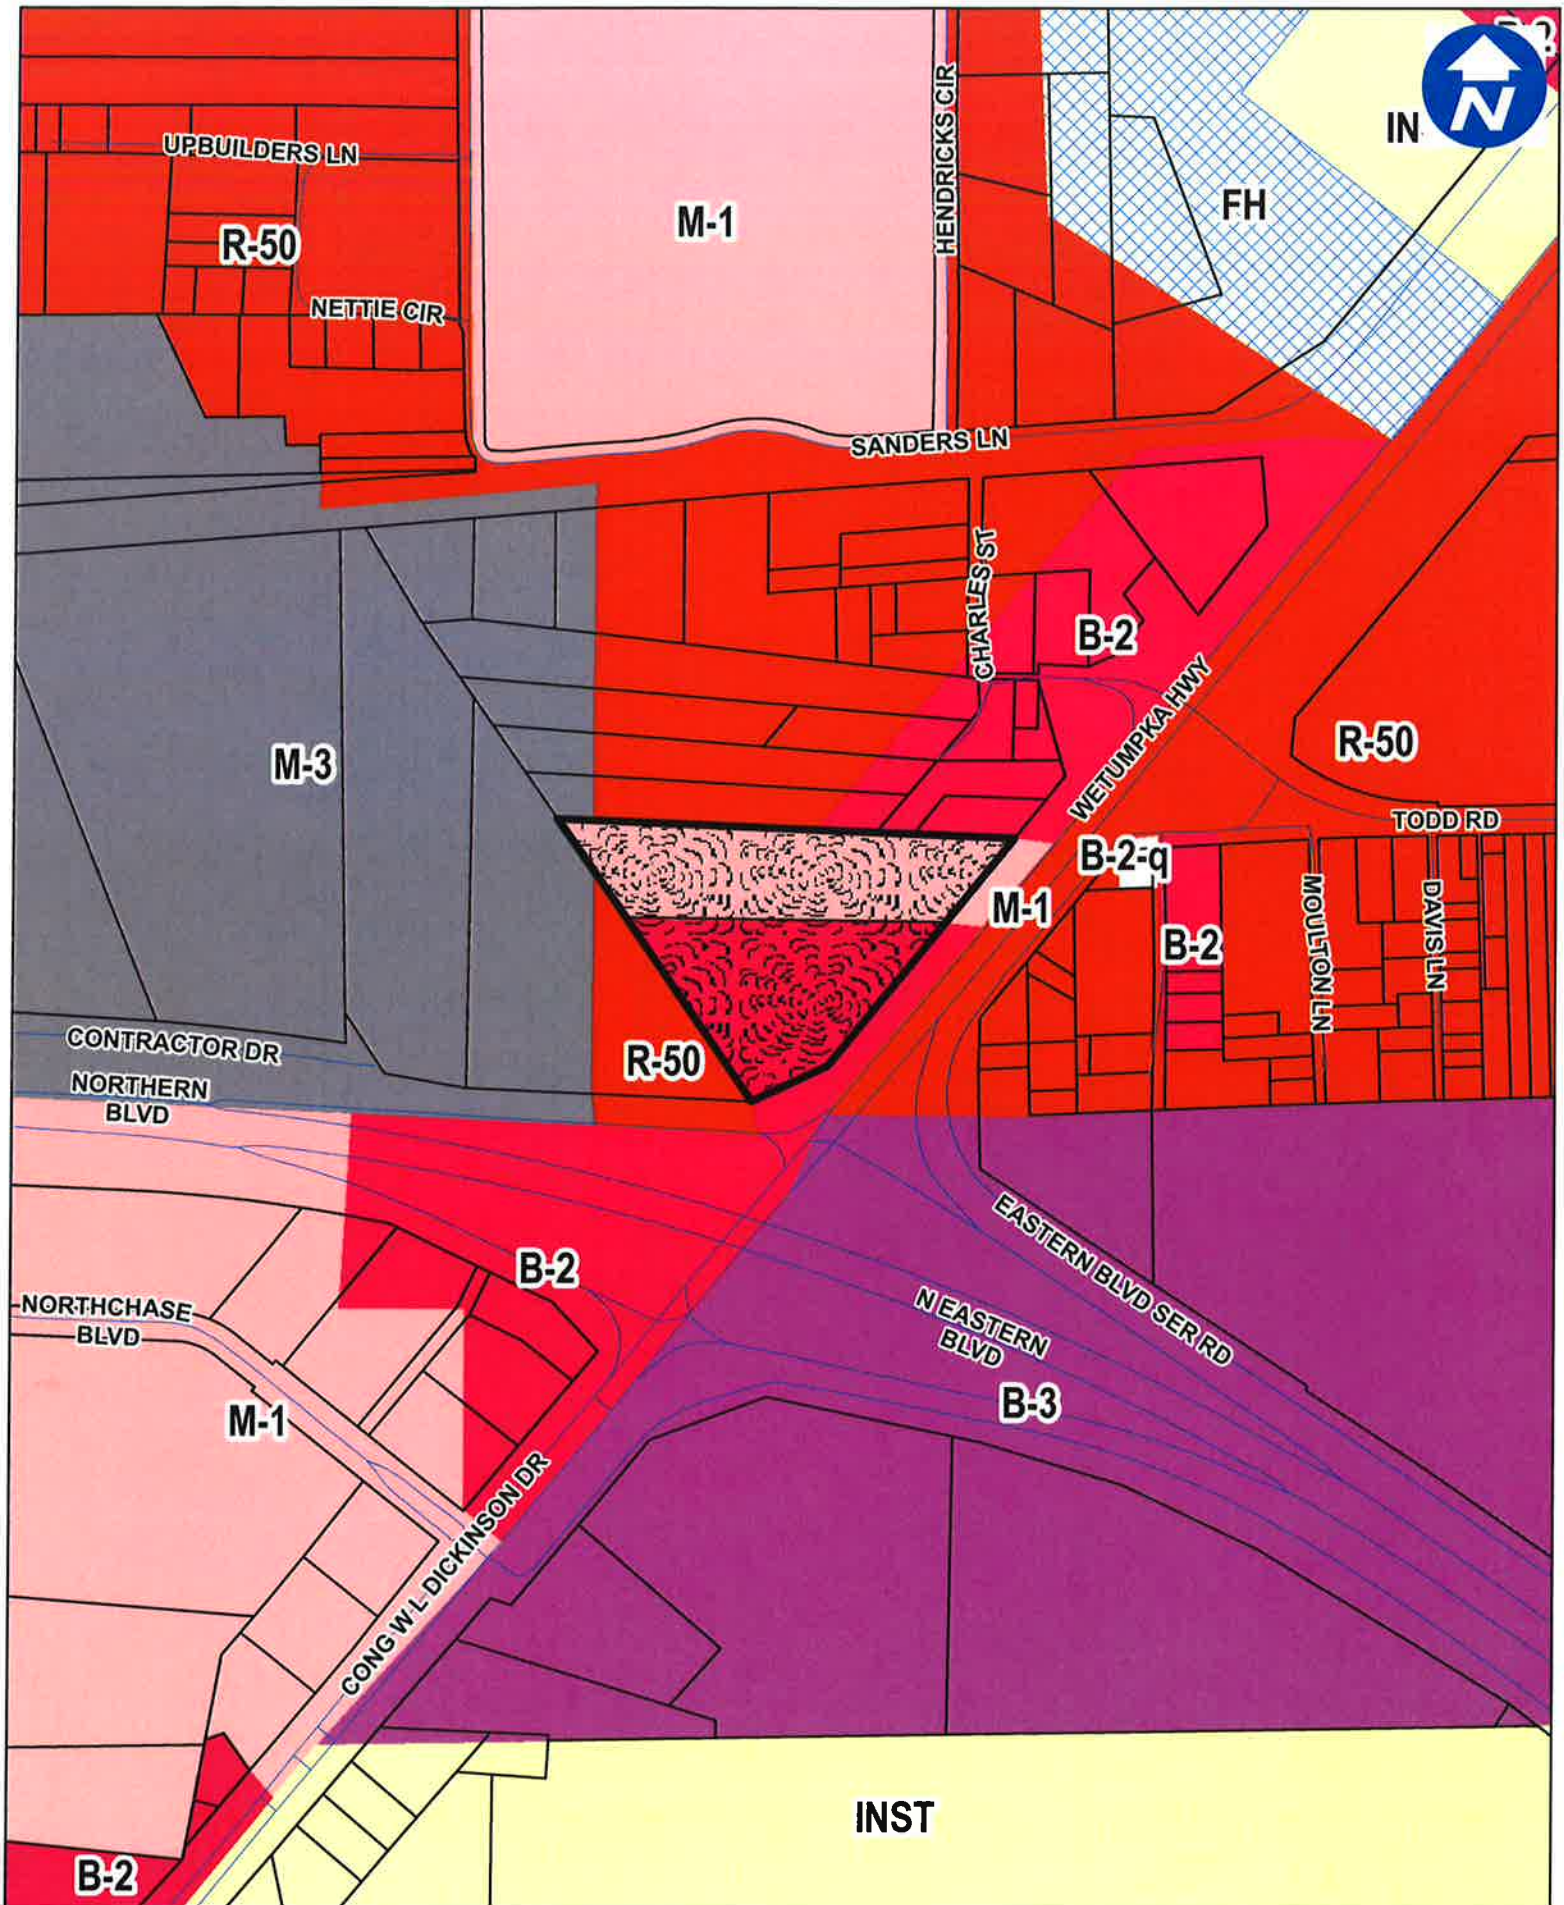 IN
N
UPBUILDERS LN
HENDRICKS CIR
FH
M-1
R-50
NETTIE CIR
SANDERS LN
CHARLES ST
B-2
WETUMPKA HWY
R-50
M-3
TODD RD
B-2-q
M-1
MOULTON LN
DAVIS LN
B-2
CONTRACTOR DR
R-50
NORTHERN
BLVD
EASTERN BLVD SER RD
B-2
N EASTERN
BLVD
NORTHCHASE
BLVD
B-3
M-1
CONG W L DICKINSON DR
INST
B-2